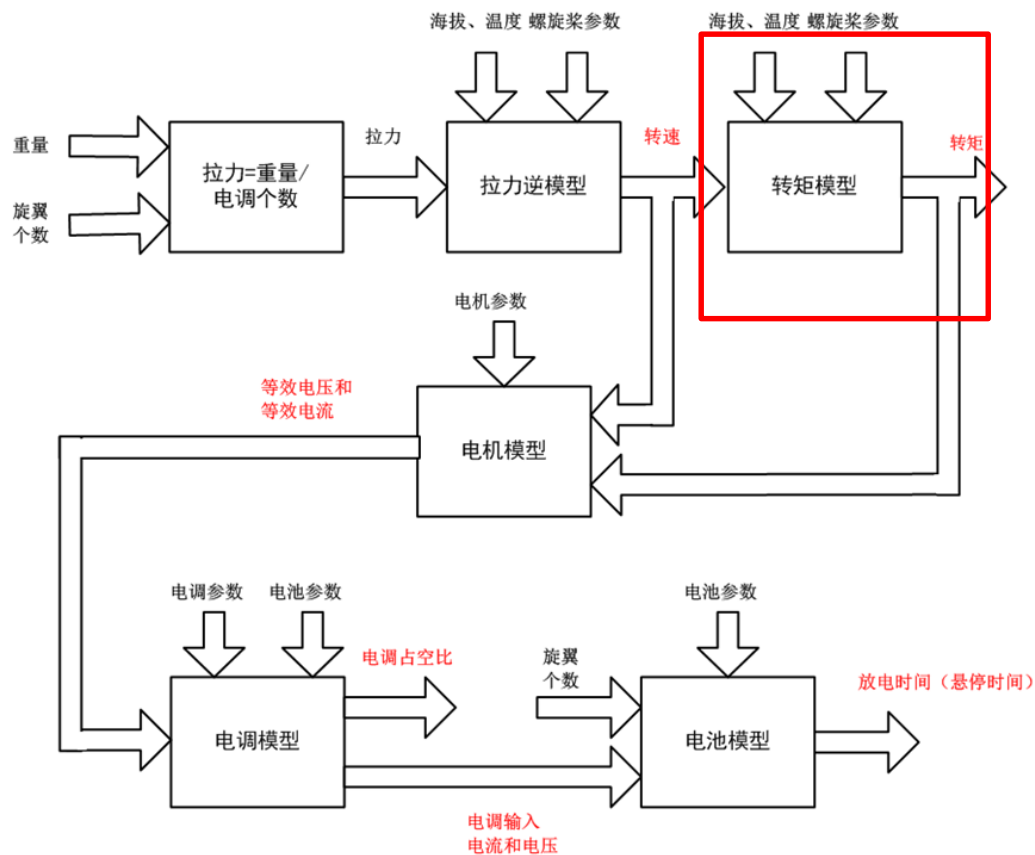 海拔、温度 螺旋桨参数
海拔、温度 螺旋桨参数
重量
旋翼
个数
拉力=重量/
电调个数
拉力
拉力逆模型
转速
转矩模型
转矩
电机参数
等效电压和
等效电流
电机模型
电调参数
电池参数
电调占空比
旋翼
个数
电池参数
放电时间（悬停时间）
电调模型
电池模型
电调输入
电流和电压